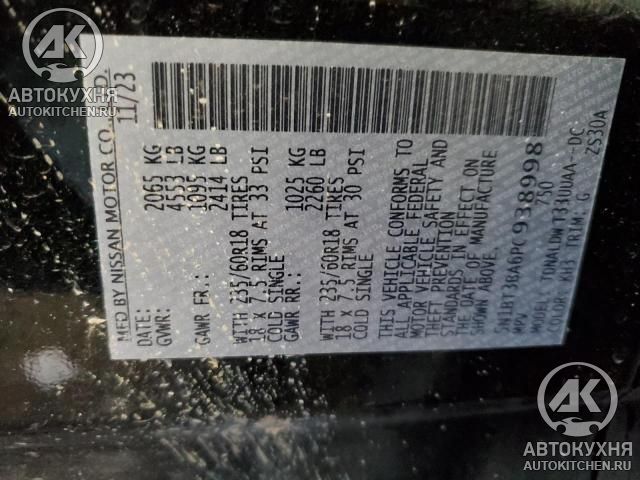 MFD BY NISSAN MOTOR CO., LTD.
DATE: 11/23
GVWR: 2065 KG
4553 LB
GAWR FR.: 1095 KG
2414 LB
WITH 235/60R18 TIRES
18 x 7.5 RIMS AT 33 PSI
COLD SINGLE
GAWR RR.: 1025 KG
2260 LB
WITH 235/60R18 TIRES
18 x 7.5 RIMS AT 30 PSI
COLD SINGLE
THIS VEHICLE CONFORMS TO
ALL APPLICABLE FEDERAL
MOTOR VEHICLE SAFETY AND
THEFT PREVENTION
STANDARDS IN EFFECT ON
THE DATE OF MANUFACTURE
SHOWN ABOVE.
5N1BT3BA6PC938998
MPV 750
MODEL: -DC
COLOR: KH3 TRIM: G ZS30A
АК
АВТОКУХНЯ
AUTOKITCHEN.RU
АК
АВТОКУХНЯ
AUTOKITCHEN.RU